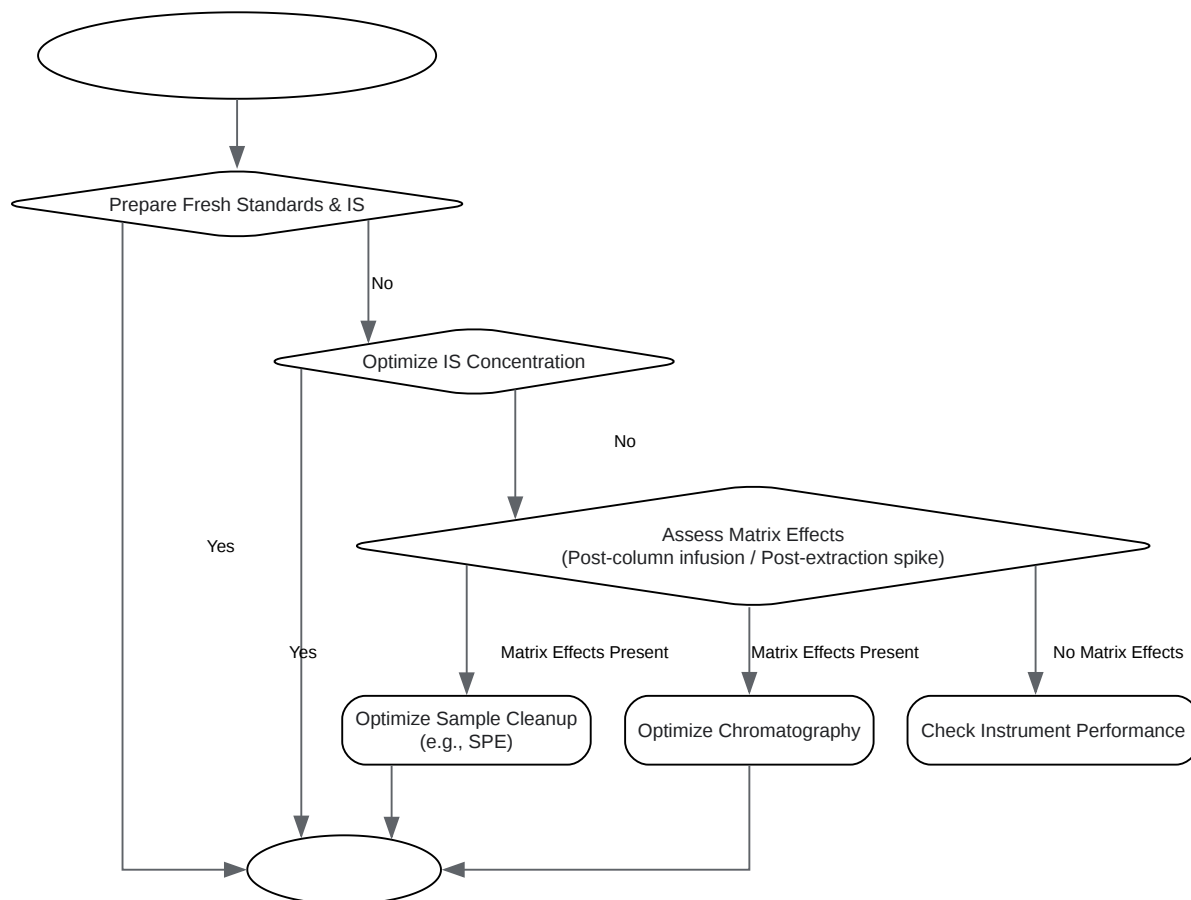 Prepare Fresh Standards & IS
No
Optimize IS Concentration
No
Assess Matrix Effects
(Post-column infusion / Post-extraction spike)
Yes
Yes
Matrix Effects Present
Matrix Effects Present
No Matrix Effects
Optimize Sample Cleanup
(e.g., SPE)
Optimize Chromatography
Check Instrument Performance